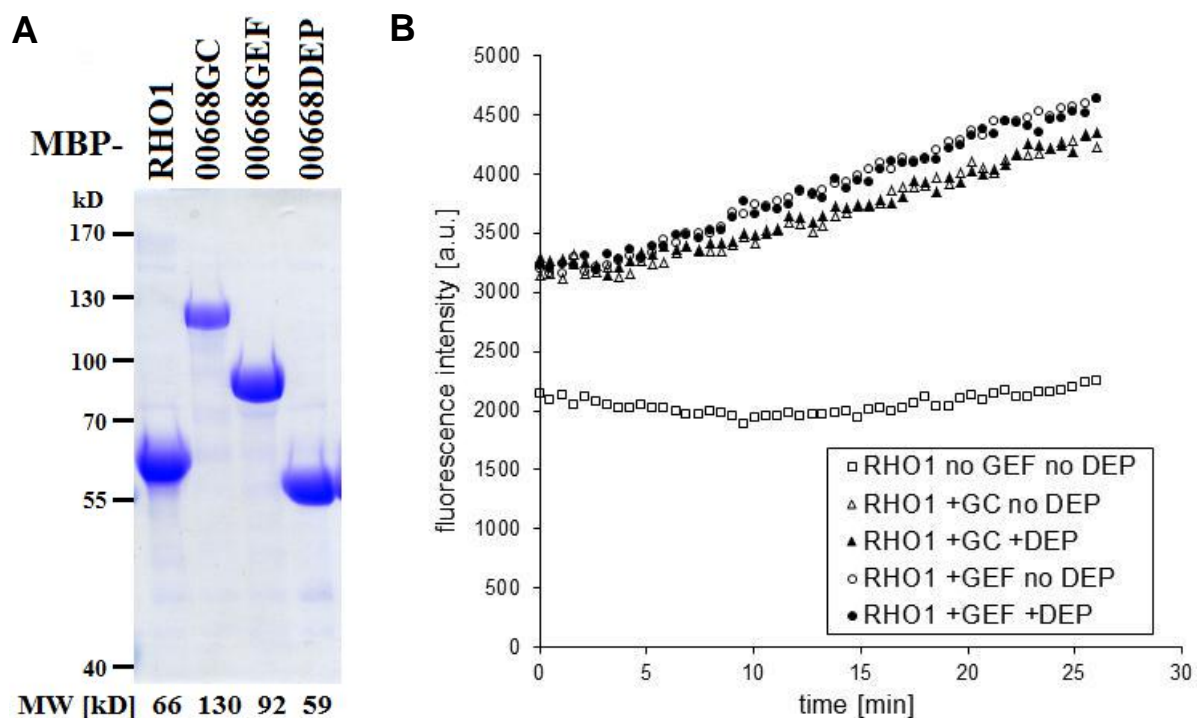 A
MBP-
RHO1
00668GC
00668GEF
00668DEP
kD
170
130
100
70
55
40
MW [kD] 66 130 92 59
B
fluorescence intensity [a.u.]
5000
4500
4000
3500
3000
2500
2000
1500
1000
500
0
RHO1 no GEF no DEP
RHO1 +GC no DEP
RHO1 +GC +DEP
RHO1 +GEF no DEP
RHO1 +GEF +DEP
0 5 10 15 20 25 30
time [min]